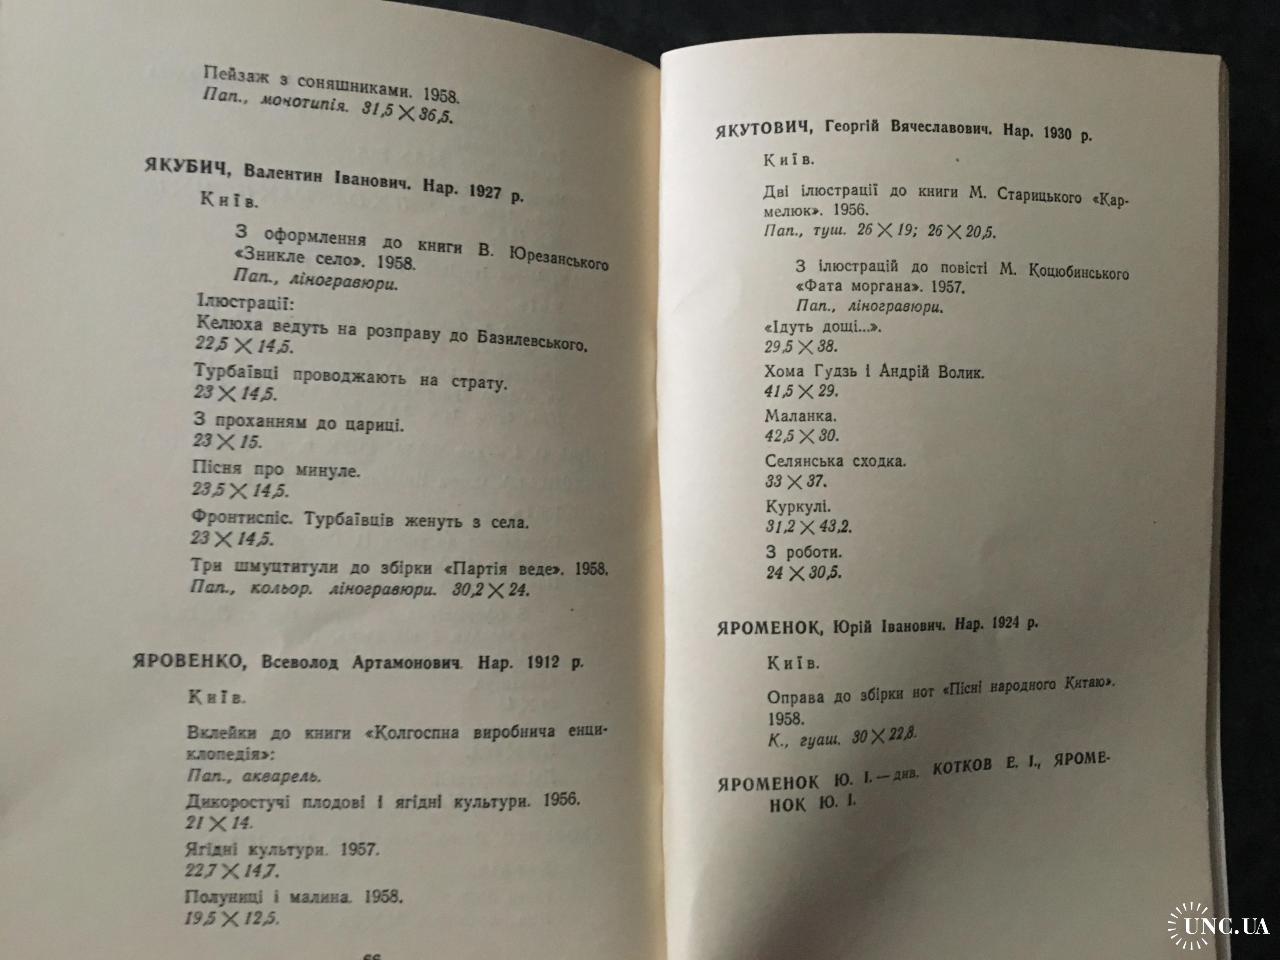 Пейзаж з соняшниками. 1958.
Пап., монотипія. 31,5 × 36,5.
ЯКУБИЧ, Валентин Іванович. Нар. 1927 р.
Київ.
З оформлення до книги В. Юрезанського
«Зникле село». 1958.
Пап., ліногравюри.
Ілюстрації:
Келюха ведуть на розправу до Базилевського.
22,5 × 14,5.
Турбаївці проводжають на страту.
23 × 14,5.
З проханням до цариці.
23 × 15.
Пісня про минуле.
23,5 × 14,5.
Фронтиспіс. Турбаївців женуть з села.
23 × 14,5.
Три шмуцтитули до збірки «Партія веде». 1958.
Пап., кольор. ліногравюри. 30,2 × 24.
ЯРОВЕНКО, Всеволод Артамонович. Нар. 1912 р.
Київ.
Вклейки до книги «Колгоспна виробнича енци-
клопедія»:
Пап., акварель.
Дикоростучі плодові і ягідні культури. 1956.
21 × 14.
Ягідні культури. 1957.
22,7 × 14,7.
Полуниці і малина. 1958.
19,5 × 12,5.
66
ЯКУТОВИЧ, Георгій Вячеславович. Нар. 1930 р.
Київ.
Дві ілюстрації до книги М. Старицького «Кар-
мелюк». 1956.
Пап., туш. 26 × 19; 26 × 20,5.
З ілюстрацій до повісті М. Коцюбинського
«Фата моргана». 1957.
Пап., ліногравюри.
«Ідуть дощі...».
29,5 × 38.
Хома Гудзь і Андрій Волик.
41,5 × 29.
Маланка.
42,5 × 30.
Селянська сходка.
33 × 37.
Куркулі.
31,2 × 43,2.
З роботи.
24 × 30,5.
ЯРОМЕНОК, Юрій Іванович. Нар. 1924 р.
Київ.
Оправа до збірки нот «Пісні народного Китаю».
1958.
К., гуаш. 30 × 22,8.
ЯРОМЕНОК Ю. І. — див. КОТКОВ Е. І., ЯРОМЕ-
НОК Ю. І.
UNC.UA